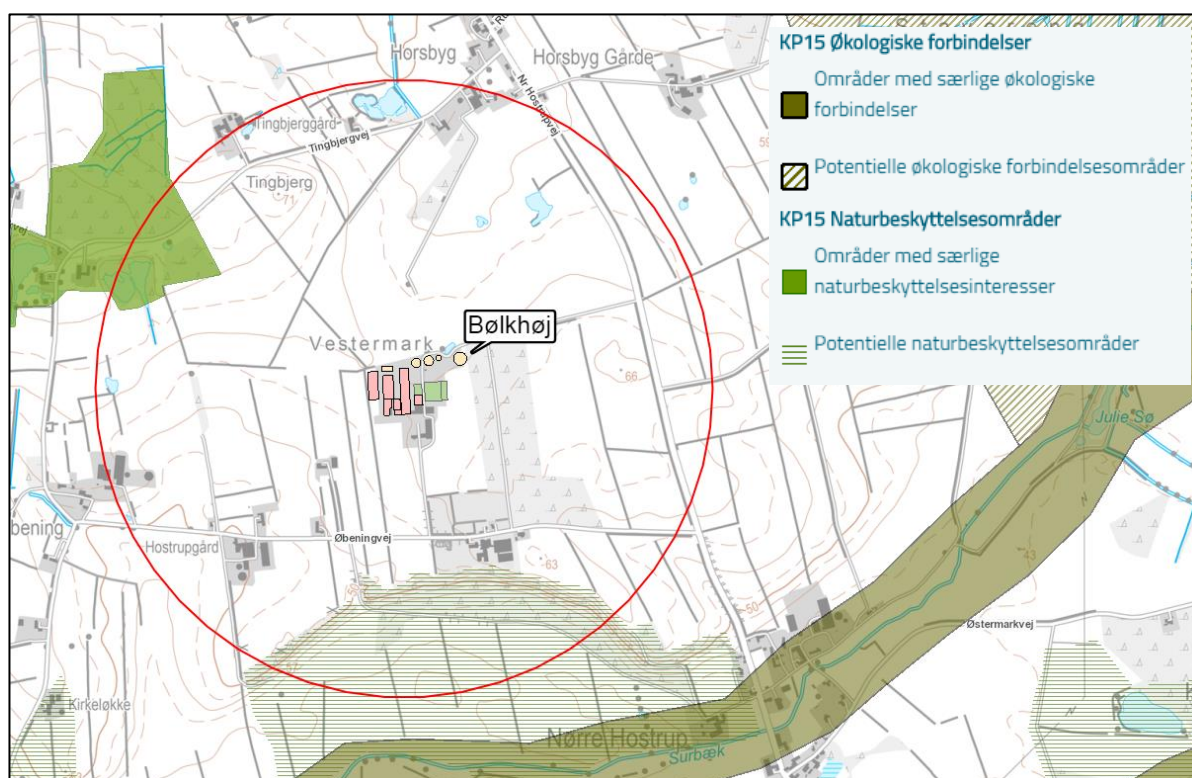 KP15 Økologiske forbindelser
Områder med særlige økologiske
forbindelser
Potentielle økologiske forbindelsesområder
KP15 Naturbeskyttelsesområder
Områder med særlige
naturbeskyttelsesinteresser
Potentielle naturbeskyttelsesområder
Horsbyg
Horsbyg Gårde
Nr Hostrupvej
Tingbjerggård
Tingbjergvej
59
Tingbjerg
71
vej
Bølkhøj
Vestermark
66
Julie Sø
bening
Hostrupgård
Øbeningvej
63
43
50
Østermarkvej
Kirkeløkke
Nørre Hostrup
Surbæk